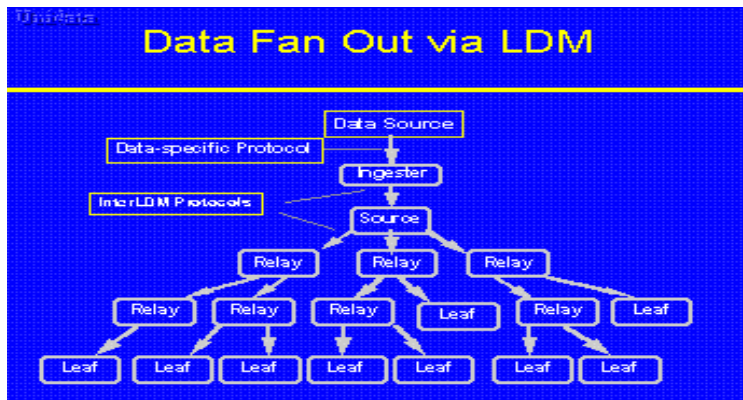 Unidata
Data Fan Out via LDM
Data Source
Data-specific Protocol
Ingester
InterLDM Protocols
Source
Relay Relay Relay
Relay Relay Relay Leaf Relay Leaf
Leaf Leaf Leaf Leaf Leaf Leaf Leaf